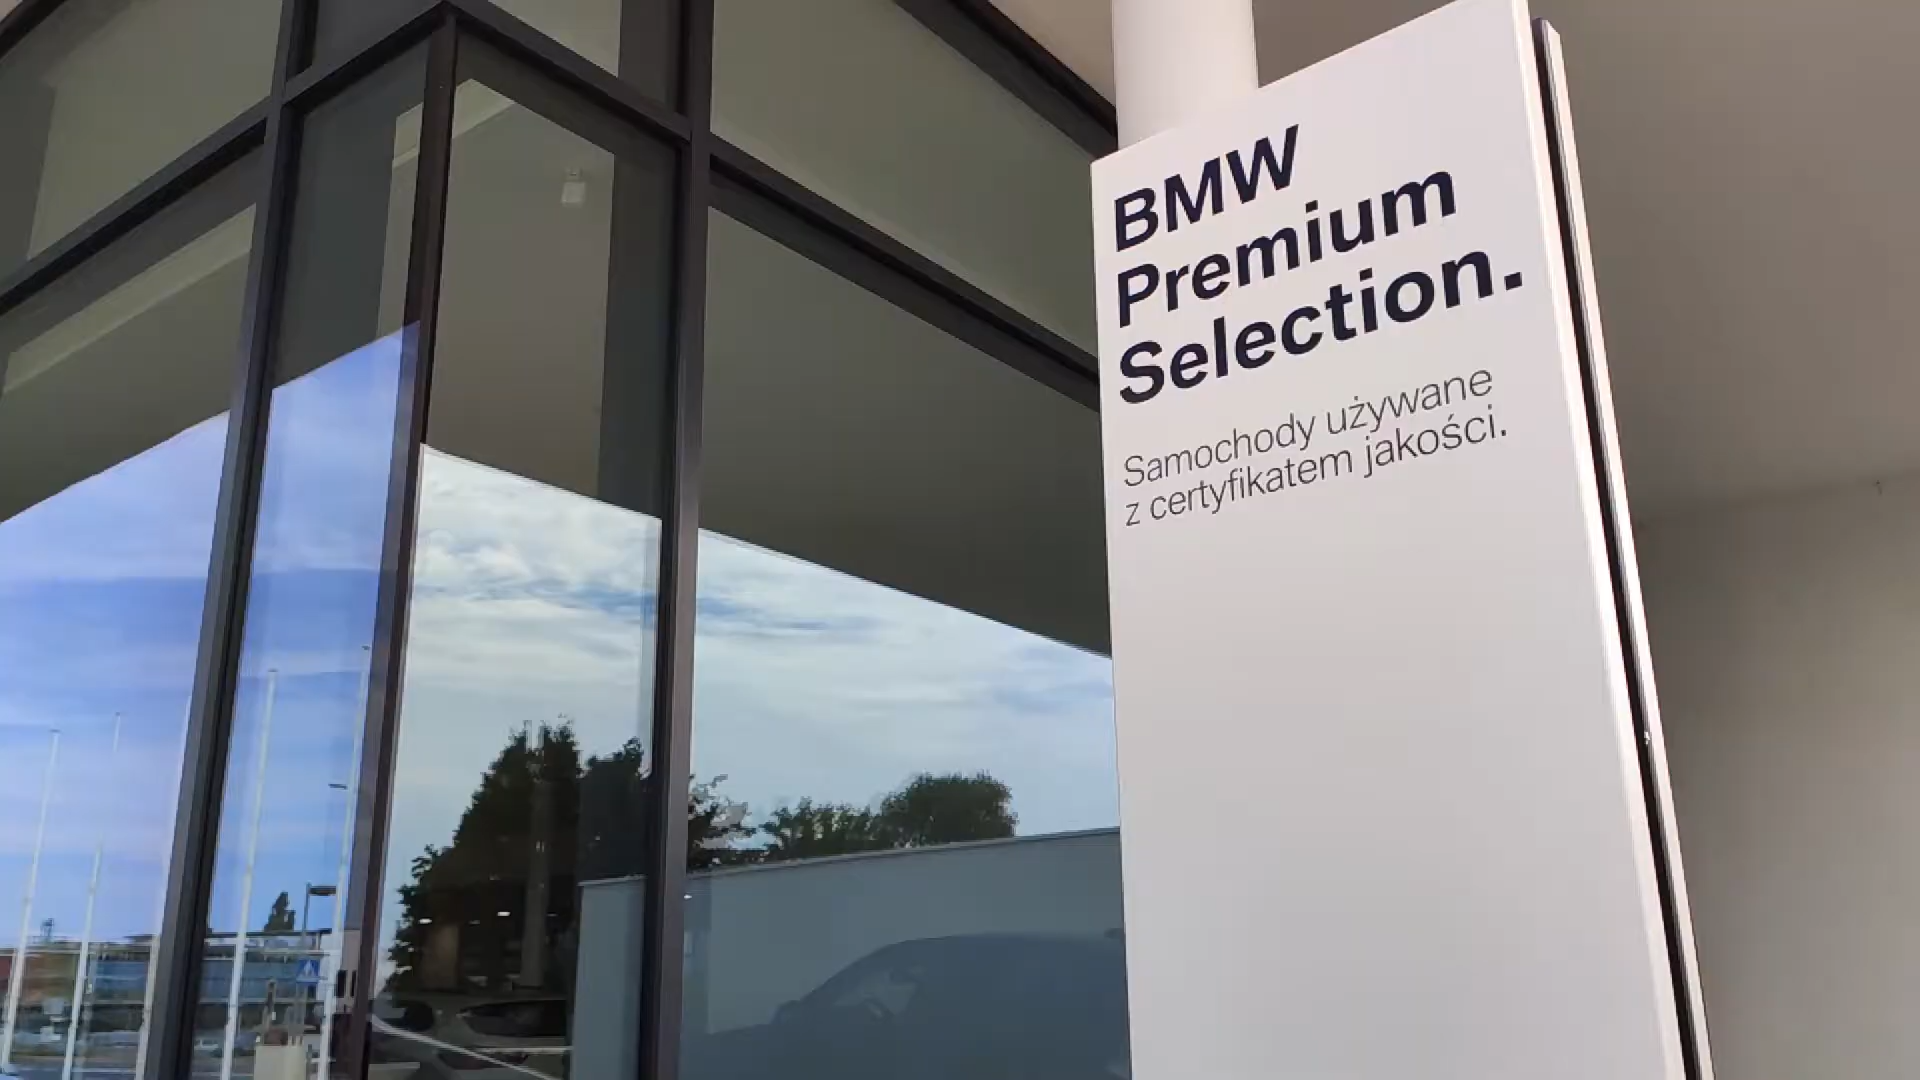 BMW
Premium
Selection.
Samochody używane
z certyfikatem jakości.